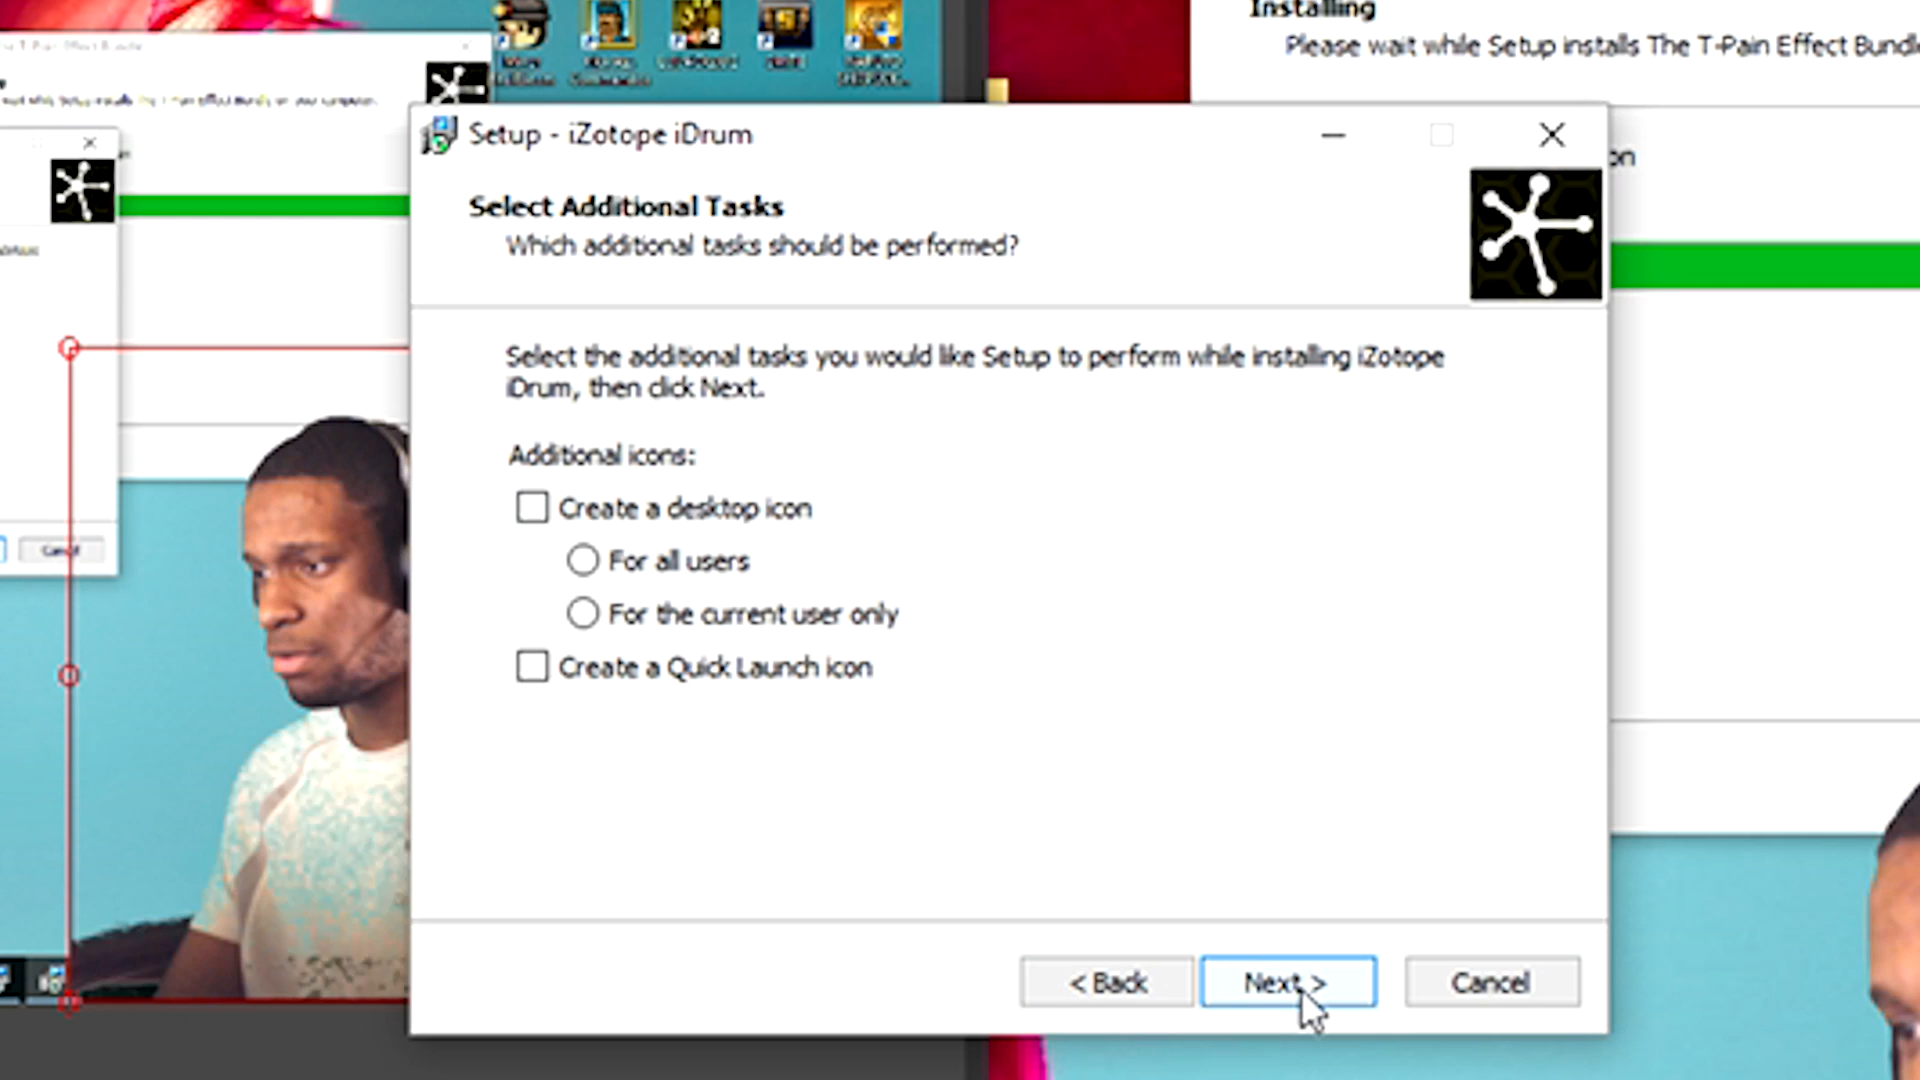 Installing
Please wait while Setup installs The T-Pain Effect Bundle
Setup - iZotope iDrum
on
Select Additional Tasks
Which additional tasks should be performed?
Select the additional tasks you would like Setup to perform while installing iZotope
iDrum, then click Next.
Additional icons:
Create a desktop icon
For all users
For the current user only
Create a Quick Launch icon
Cancel
< Back
Next >
Cancel